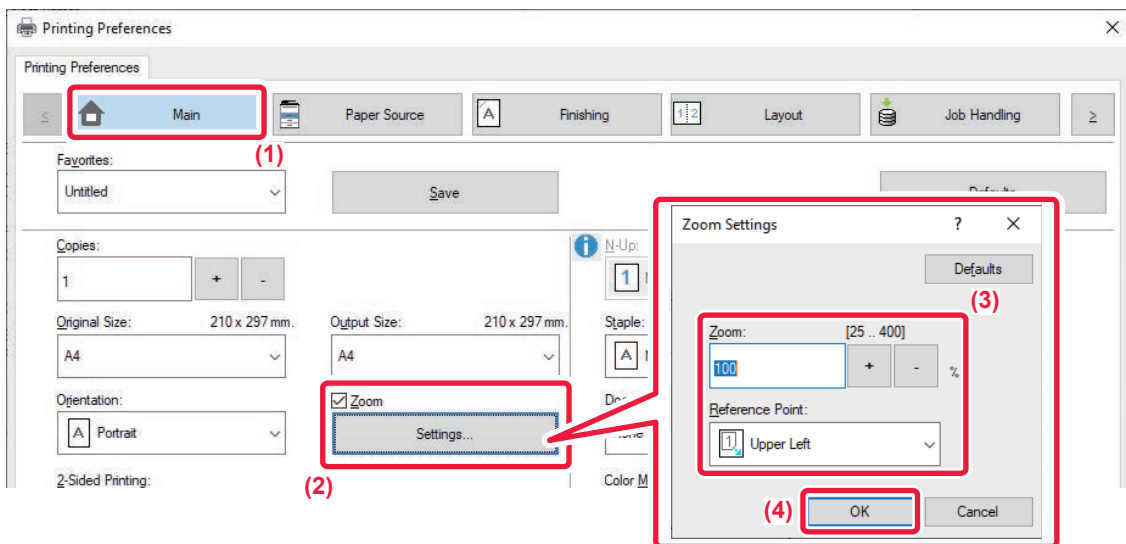 Printing Preferences
Printing Preferences
≤ Main Paper Source Finishing Layout Job Handling ≥
(1)
Favorites:
Untitled Save
Copies: N-Up:
1 + - 1
Original Size: 210 x 297 mm. Output Size: 210 x 297 mm. Staple:
A4 A4 A
Orientation: Zoom
A Portrait Settings...
2-Sided Printing: (2) Color M
Zoom Settings ? ×
Defaults
(3)
Zoom: [25 .. 400]
100 + - %
Reference Point:
1 Upper Left
(4) OK Cancel